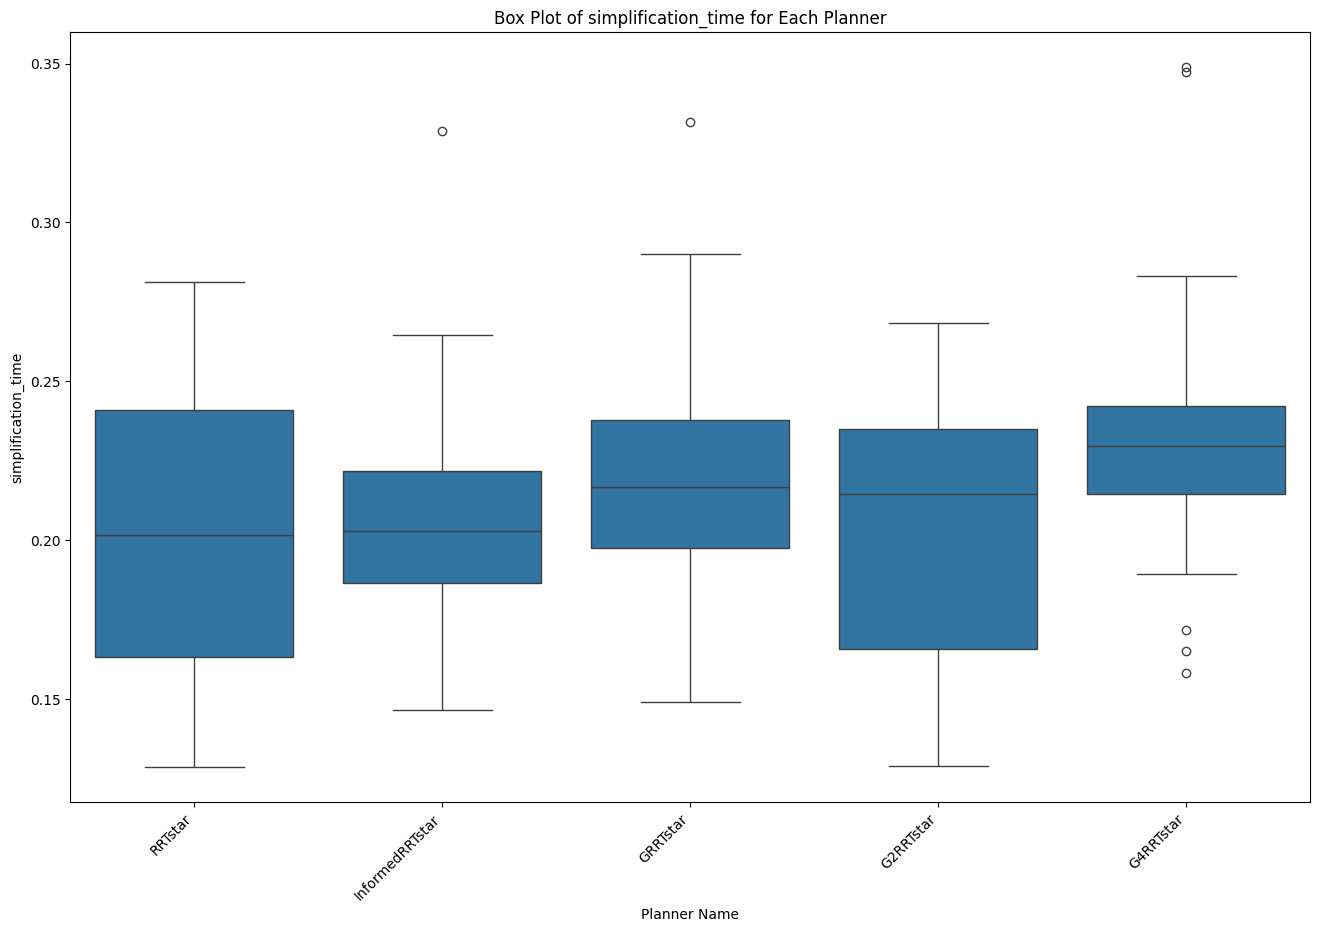 Box Plot of simplification_time for Each Planner
simplification_time
0.35
0.30
0.25
0.20
0.15
RRTstar
InformedRRTstar
GRRTstar
G2RRTstar
G4RRTstar
Planner Name